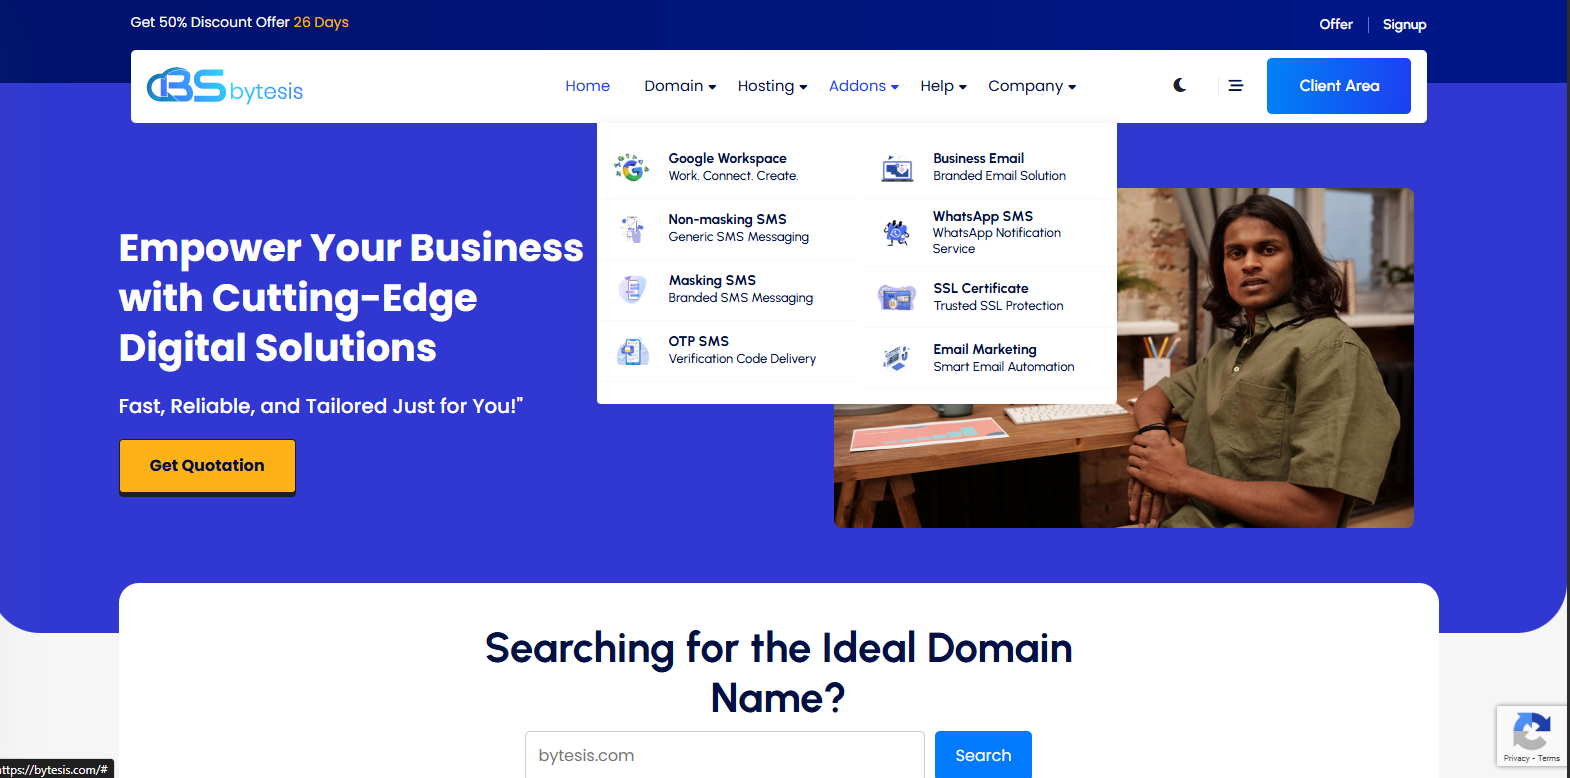 Get 50% Discount Offer 26 Days
Offer
Signup
BS bytesis
Home
Domain
Hosting
Addons
Help
Company
Client Area
Google Workspace
Work. Connect. Create.
Non-masking SMS
Generic SMS Messaging
Masking SMS
Branded SMS Messaging
OTP SMS
Verification Code Delivery
Business Email
Branded Email Solution
WhatsApp SMS
WhatsApp Notification
Service
SSL Certificate
Trusted SSL Protection
Email Marketing
Smart Email Automation
Empower Your Business
with Cutting-Edge
Digital Solutions
Fast, Reliable, and Tailored Just for You!"
Get Quotation
Searching for the Ideal Domain
Name?
bytesis.com
Search
Privacy - Terms
https://bytesis.com/#